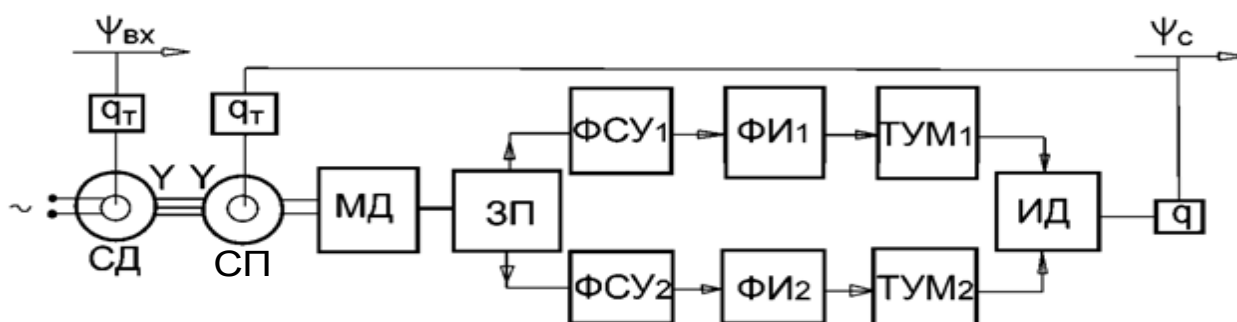 Ψвх
Ψс
qт
qт
ФСУ1
ФИ1
ТУМ1
Y Y
~
МД
ЗП
ИД
q
СД
СП
ФСУ2
ФИ2
ТУМ2